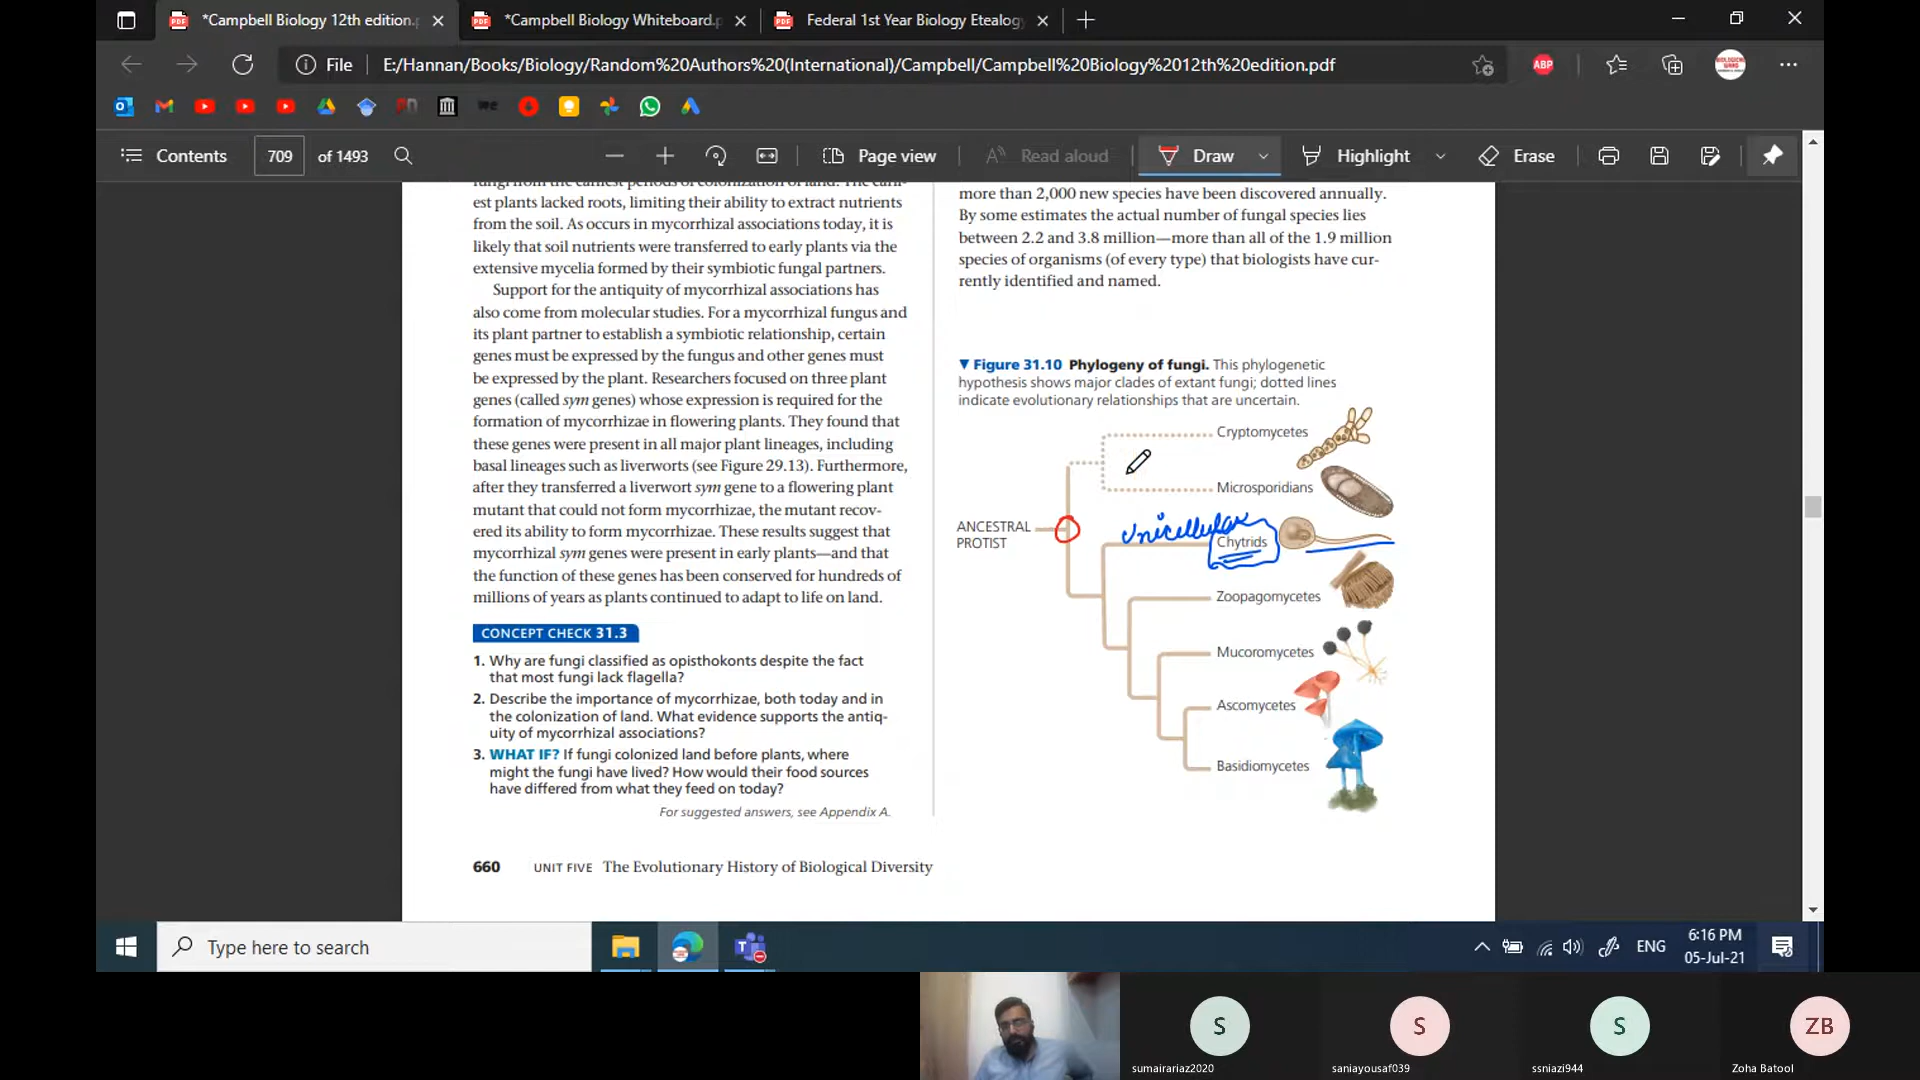 *Campbell Biology 12th edition.p
*Campbell Biology Whiteboard.p
Federal 1st Year Biology Etealogy
File
E:/Hannan/Books/Biology/Random%20Authors%20(International)/Campbell/Campbell%20Biology%2012th%20edition.pdf
ABP
Contents
709
of 1493
Page view
Read aloud
Draw
Highlight
Erase
fungi from the earliest periods of colonization of land. The earli-
est plants lacked roots, limiting their ability to extract nutrients
from the soil. As occurs in mycorrhizal associations today, it is
likely that soil nutrients were transferred to early plants via the
extensive mycelia formed by their symbiotic fungal partners.
Support for the antiquity of mycorrhizal associations has
also come from molecular studies. For a mycorrhizal fungus and
its plant partner to establish a symbiotic relationship, certain
genes must be expressed by the fungus and other genes must
be expressed by the plant. Researchers focused on three plant
genes (called sym genes) whose expression is required for the
formation of mycorrhizae in flowering plants. They found that
these genes were present in all major plant lineages, including
basal lineages such as liverworts (see Figure 29.13). Furthermore,
after they transferred a liverwort sym gene to a flowering plant
mutant that could not form mycorrhizae, the mutant recov-
ered its ability to form mycorrhizae. These results suggest that
mycorrhizal sym genes were present in early plants—and that
the function of these genes has been conserved for hundreds of
millions of years as plants continued to adapt to life on land.
CONCEPT CHECK 31.3
1. Why are fungi classified as opisthokonts despite the fact
that most fungi lack flagella?
2. Describe the importance of mycorrhizae, both today and in
the colonization of land. What evidence supports the antiq-
uity of mycorrhizal associations?
3. WHAT IF? If fungi colonized land before plants, where
might the fungi have lived? How would their food sources
have differed from what they feed on today?
For suggested answers, see Appendix A.
more than 2,000 new species have been discovered annually.
By some estimates the actual number of fungal species lies
between 2.2 and 3.8 million—more than all of the 1.9 million
species of organisms (of every type) that biologists have cur-
rently identified and named.
▼ Figure 31.10 Phylogeny of fungi. This phylogenetic
hypothesis shows major clades of extant fungi; dotted lines
indicate evolutionary relationships that are uncertain.
Cryptomycetes
Microsporidians
ANCESTRAL
PROTIST
Unicellular
Chytrids
Zoopagomycetes
Mucoromycetes
Ascomycetes
Basidiomycetes
660 UNIT FIVE The Evolutionary History of Biological Diversity
Type here to search
ENG
6:16 PM
05-Jul-21
S
S
S
ZB
sumairariaz2020
saniayousaf039
ssniazi944
Zoha Batool